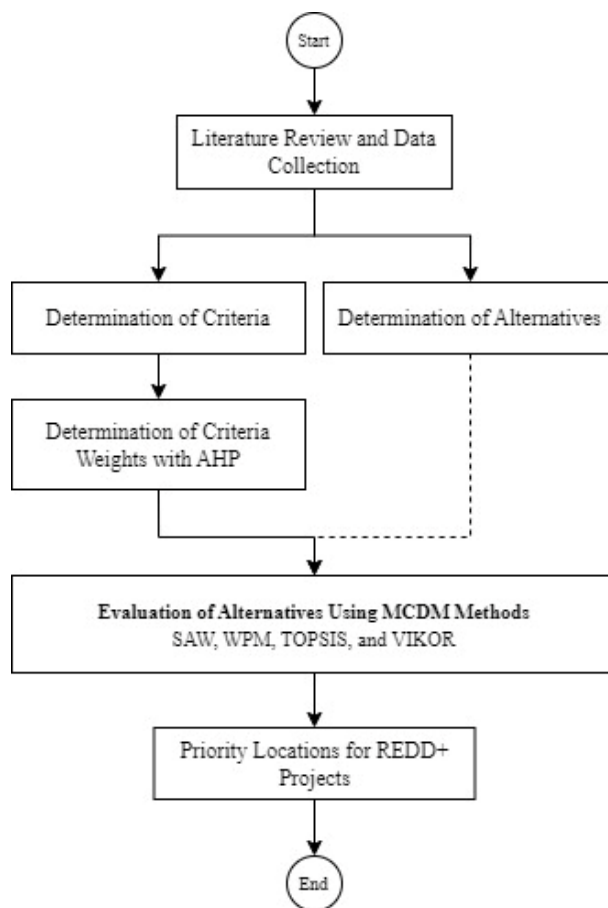 Start
Literature Review and Data
Collection
Determination of Criteria
Determination of Alternatives
Determination of Criteria
Weights with AHP
Evaluation of Alternatives Using MCDM Methods
SAW, WPM, TOPSIS, and VIKOR
Priority Locations for REDD+
Projects
End